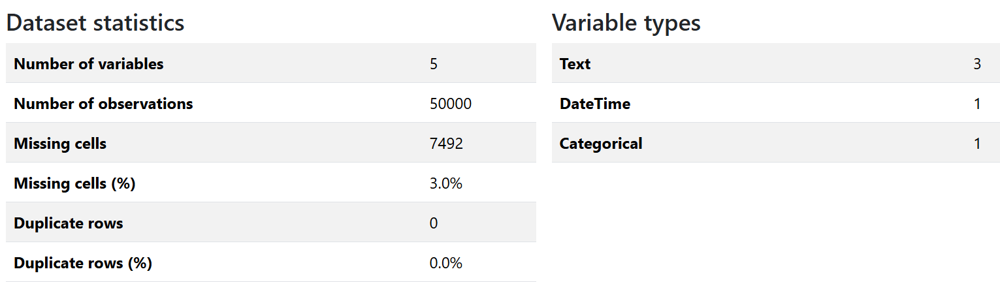 Dataset statistics
Number of variables 5
Number of observations 50000
Missing cells 7492
Missing cells (%) 3.0%
Duplicate rows 0
Duplicate rows (%) 0.0%
Variable types
Text 3
DateTime 1
Categorical 1